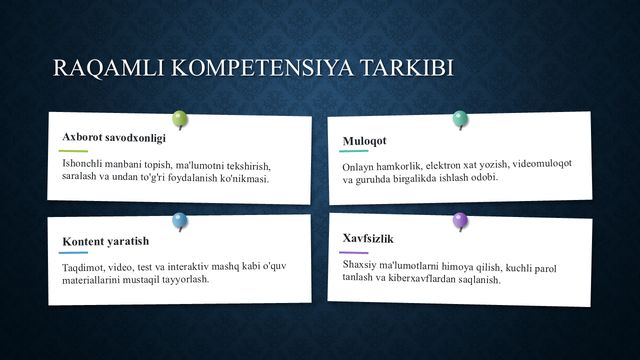 RAQAMLI KOMPETENSIYA TARKIBI
Axborot savodxonligi
Ishonchli manbani topish, ma'lumotni tekshirish,
saralash va undan to'g'ri foydalanish ko'nikmasi.
Muloqot
Onlayn hamkorlik, elektron xat yozish, videomuloqot
va guruhda birgalikda ishlash odobi.
Kontent yaratish
Taqdimot, video, test va interaktiv mashq kabi o'quv
materiallarini mustaqil tayyorlash.
Xavfsizlik
Shaxsiy ma'lumotlarni himoya qilish, kuchli parol
tanlash va kiberxavflardan saqlanish.